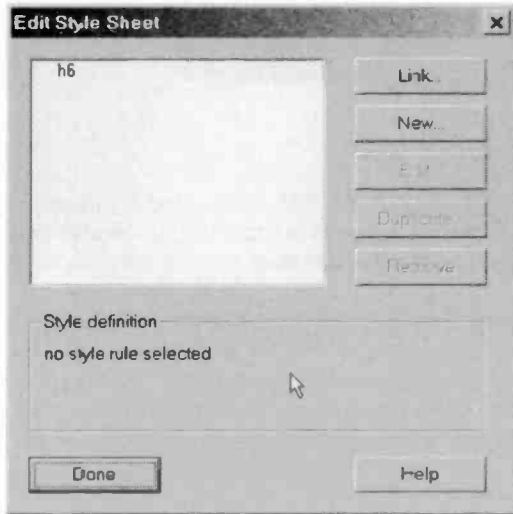 Edit Style Sheet
h6
Link...
New...
Edit...
Duplicate...
Remove
Style definition
no style rule selected
Done
Help